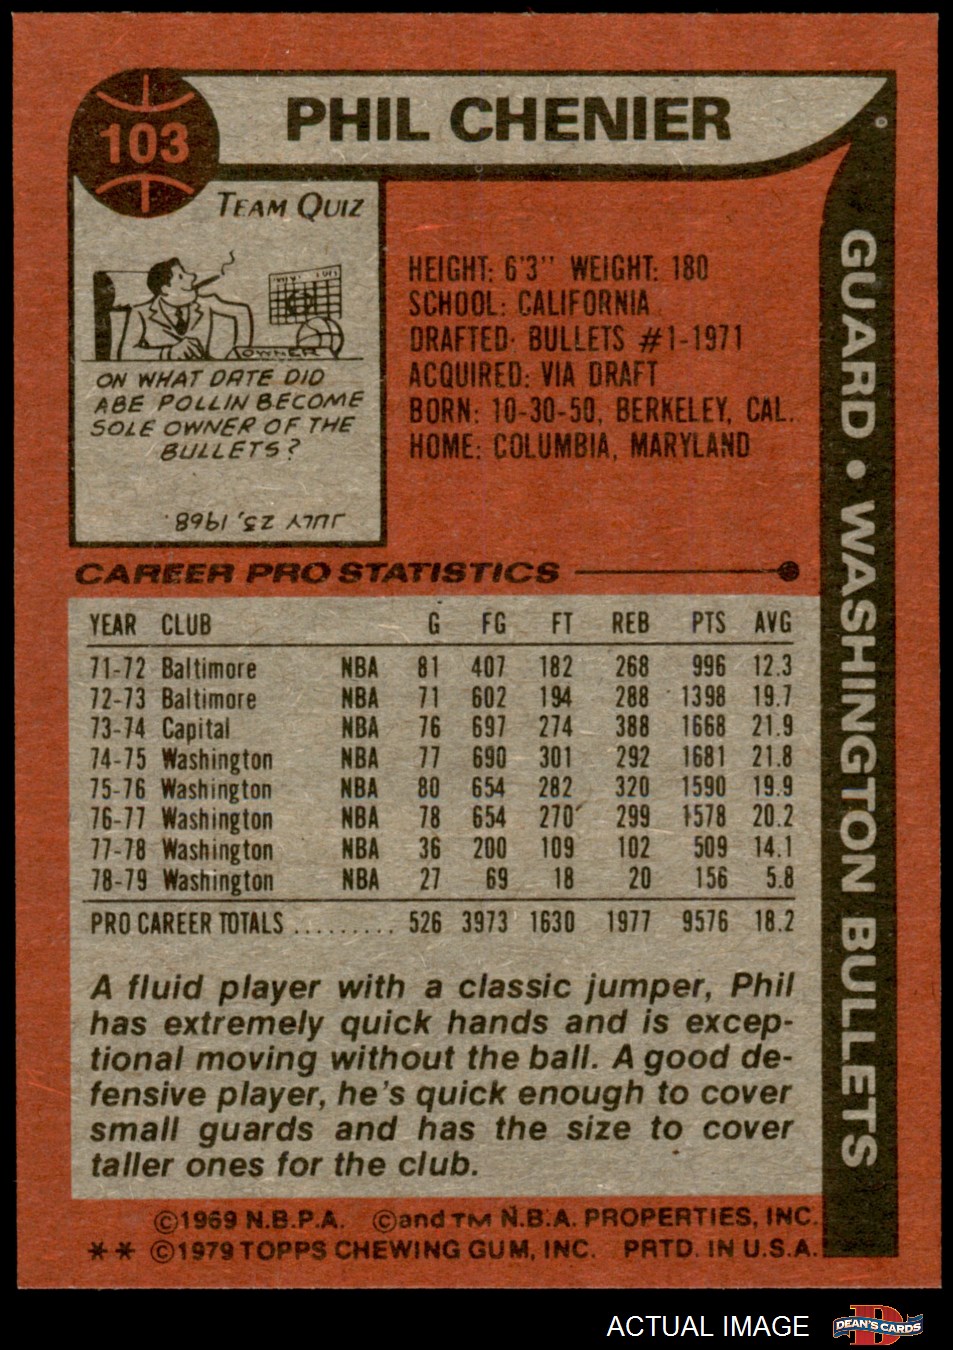 103
PHIL CHENIER
TEAM QUIZ
OWNER
ON WHAT DATE DID
ABE POLLIN BECOME
SOLE OWNER OF THE
BULLETS?
JULY 25, 1968
HEIGHT: 6'3" WEIGHT: 180
SCHOOL: CALIFORNIA
DRAFTED: BULLETS #1-1971
ACQUIRED: VIA DRAFT
BORN: 10-30-50, BERKELEY, CAL.
HOME: COLUMBIA, MARYLAND
GUARD • WASHINGTON BULLETS
CAREER PRO STATISTICS
YEAR CLUB G FG FT REB PTS AVG
71-72 Baltimore NBA 81 407 182 268 996 12.3
72-73 Baltimore NBA 71 602 194 288 1398 19.7
73-74 Capital NBA 76 697 274 388 1668 21.9
74-75 Washington NBA 77 690 301 292 1681 21.8
75-76 Washington NBA 80 654 282 320 1590 19.9
76-77 Washington NBA 78 654 270 299 1578 20.2
77-78 Washington NBA 36 200 109 102 509 14.1
78-79 Washington NBA 27 69 18 20 156 5.8
PRO CAREER TOTALS ......... 526 3973 1630 1977 9576 18.2
A fluid player with a classic jumper, Phil
has extremely quick hands and is excep-
tional moving without the ball. A good de-
fensive player, he's quick enough to cover
small guards and has the size to cover
taller ones for the club.
©1969 N.B.P.A. ©and TM N.B.A. PROPERTIES, INC.
** ©1979 TOPPS CHEWING GUM, INC. PRTD. IN U.S.A.
ACTUAL IMAGE
DEAN'S CARDS